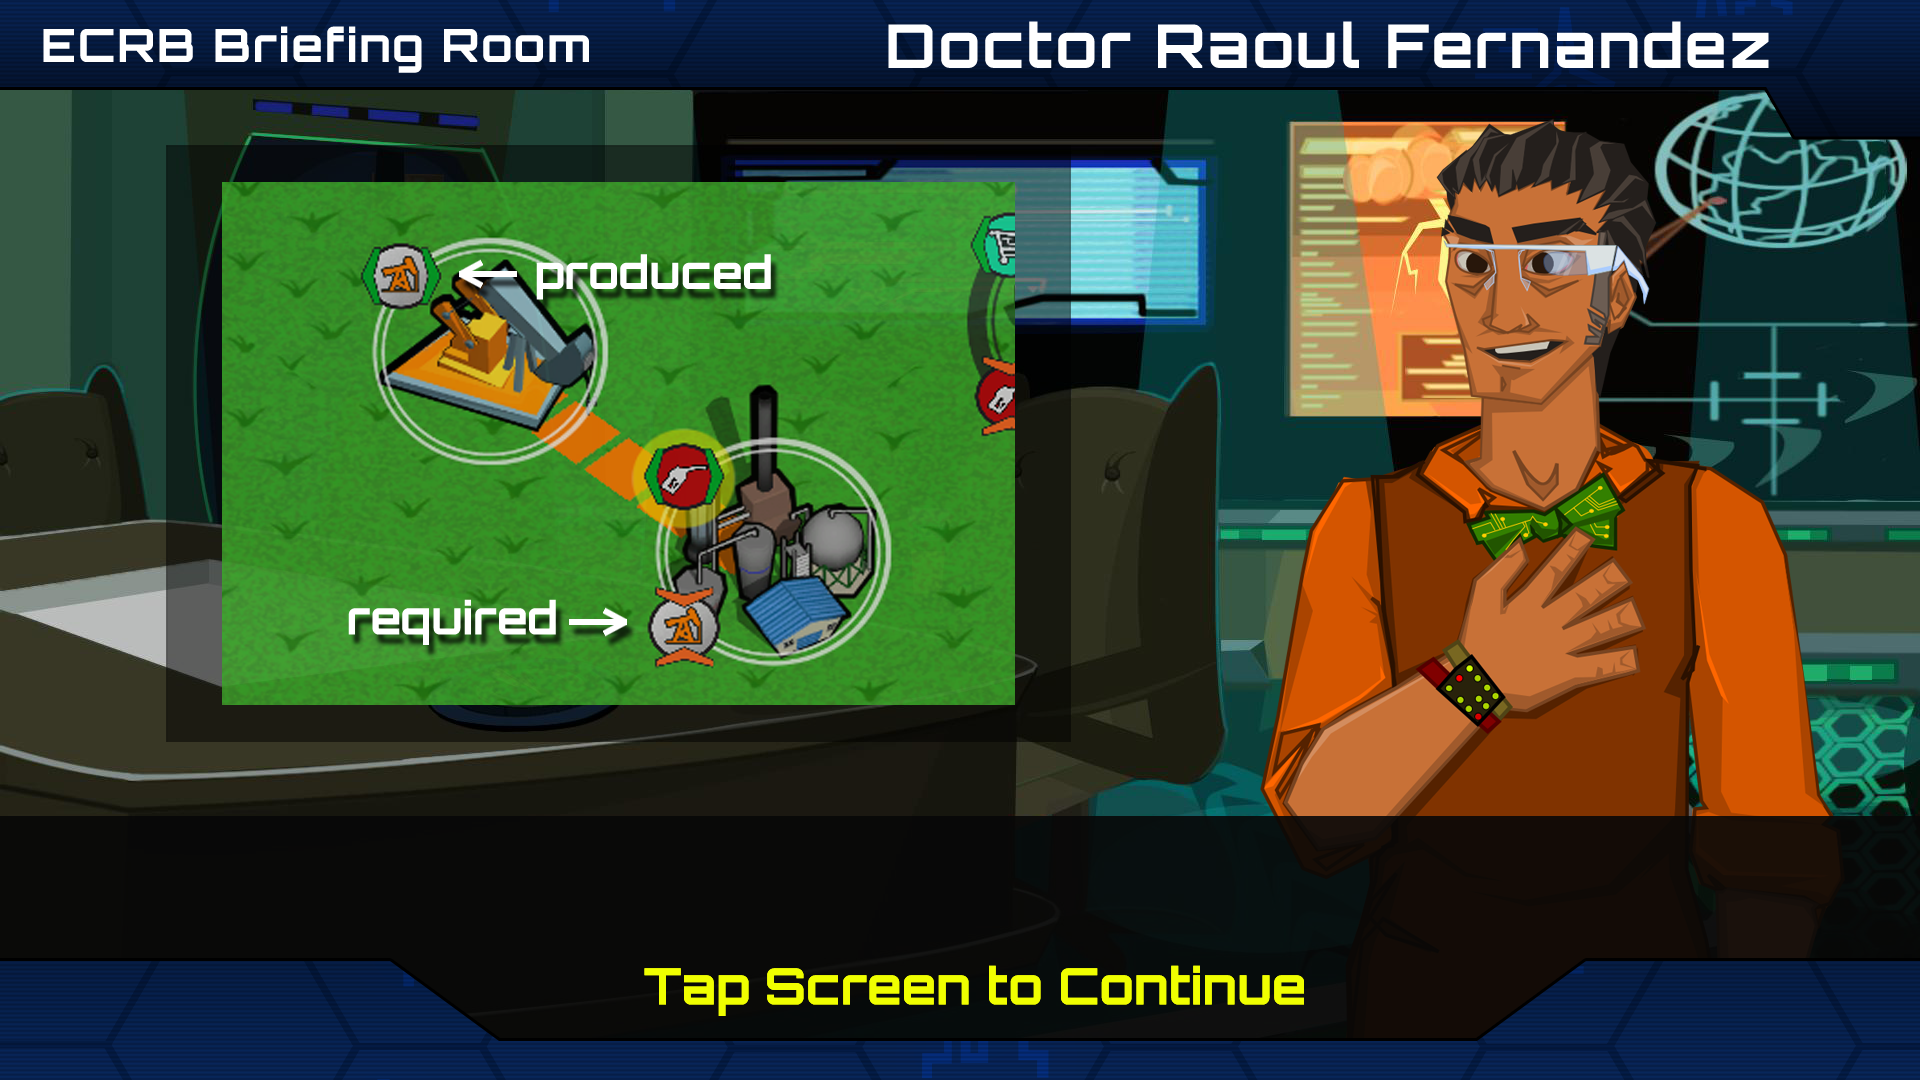 ECRB Briefing Room
Doctor Raoul Fernandez
produced
required
Tap Screen to Continue